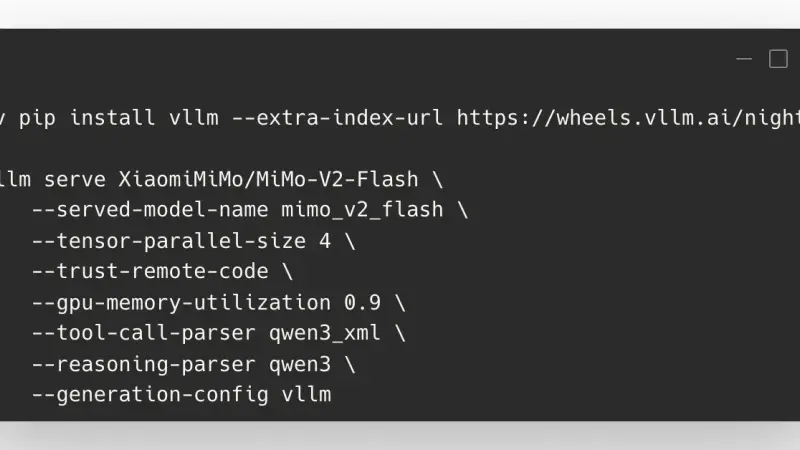 pip install vllm --extra-index-url https://wheels.vllm.ai/night
llm serve XiaomiMiMo/MiMo-V2-Flash \
--served-model-name mimo_v2_flash \
--tensor-parallel-size 4 \
--trust-remote-code \
--gpu-memory-utilization 0.9 \
--tool-call-parser qwen3_xml \
--reasoning-parser qwen3 \
--generation-config vllm